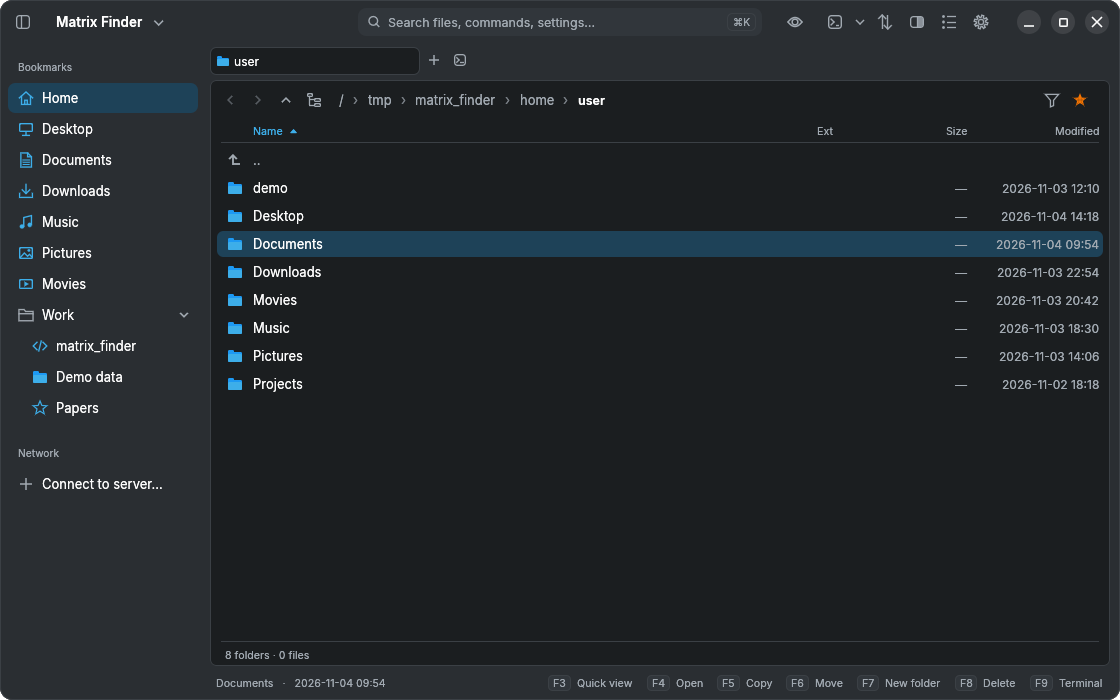 Matrix Finder
Search files, commands, settings... ⌘K
Bookmarks
Home
Desktop
Documents
Downloads
Music
Pictures
Movies
Work
matrix_finder
Demo data
Papers
Network
Connect to server...
user
/ › tmp › matrix_finder › home › user
Name Ext Size Modified
..
demo — 2026-11-03 12:10
Desktop — 2026-11-04 14:18
Documents — 2026-11-04 09:54
Downloads — 2026-11-03 22:54
Movies — 2026-11-03 20:42
Music — 2026-11-03 18:30
Pictures — 2026-11-03 14:06
Projects — 2026-11-02 18:18
8 folders · 0 files
Documents · 2026-11-04 09:54
F3 Quick view F4 Open F5 Copy F6 Move F7 New folder F8 Delete F9 Terminal